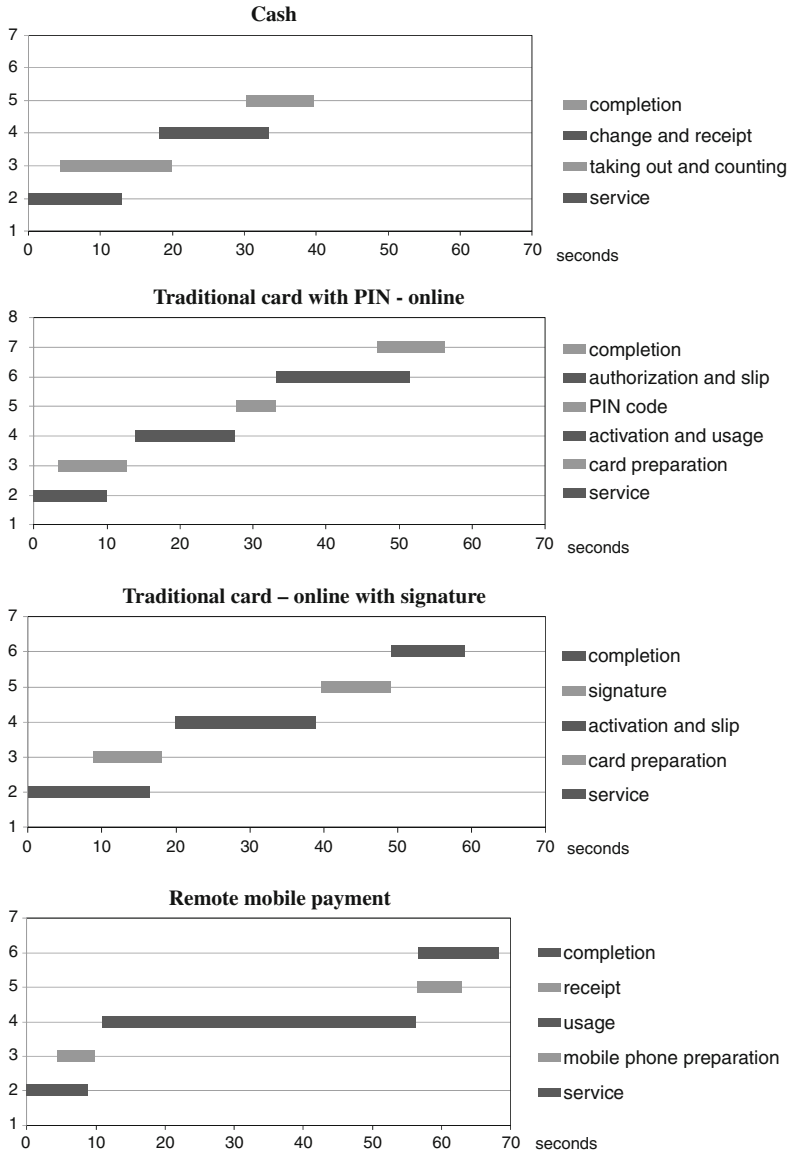 Cash
7
6
5
4
3
2
1
0 10 20 30 40 50 60 70 seconds
completion
change and receipt
taking out and counting
service
Traditional card with PIN - online
8
7
6
5
4
3
2
1
0 10 20 30 40 50 60 70 seconds
completion
authorization and slip
PIN code
activation and usage
card preparation
service
Traditional card – online with signature
7
6
5
4
3
2
1
0 10 20 30 40 50 60 70 seconds
completion
signature
activation and slip
card preparation
service
Remote mobile payment
7
6
5
4
3
2
1
0 10 20 30 40 50 60 70 seconds
completion
receipt
usage
mobile phone preparation
service